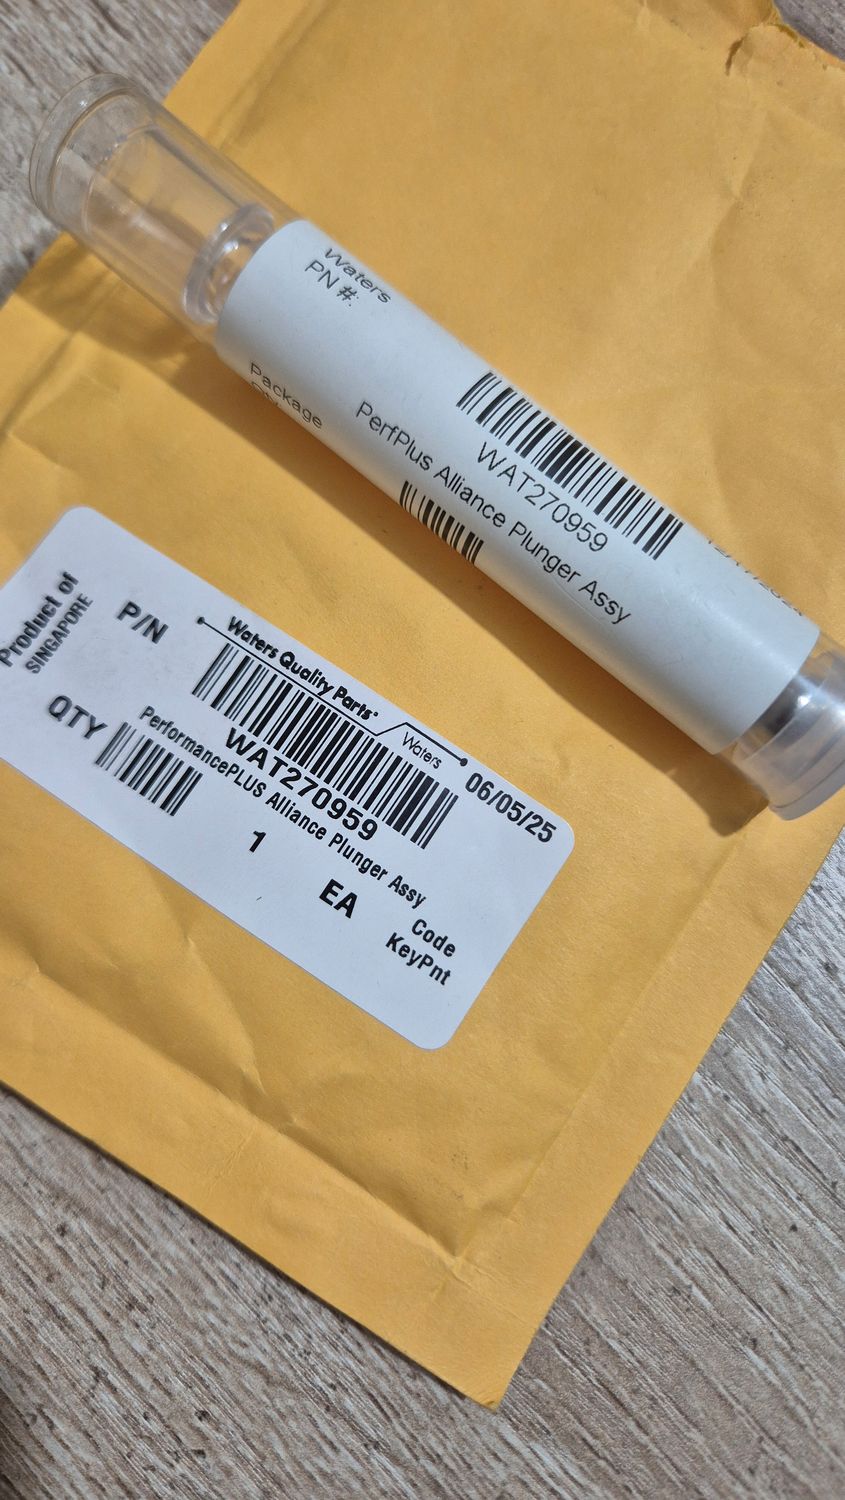 Waters
PN #:
WAT270959
PerfPlus Alliance Plunger Assy
Package
Waters Quality Parts
Waters
06/05/25
P/N
WAT270959
PerformancePLUS Alliance Plunger Assy
QTY
1
EA
Code
KeyPnt
Product of
SINGAPORE